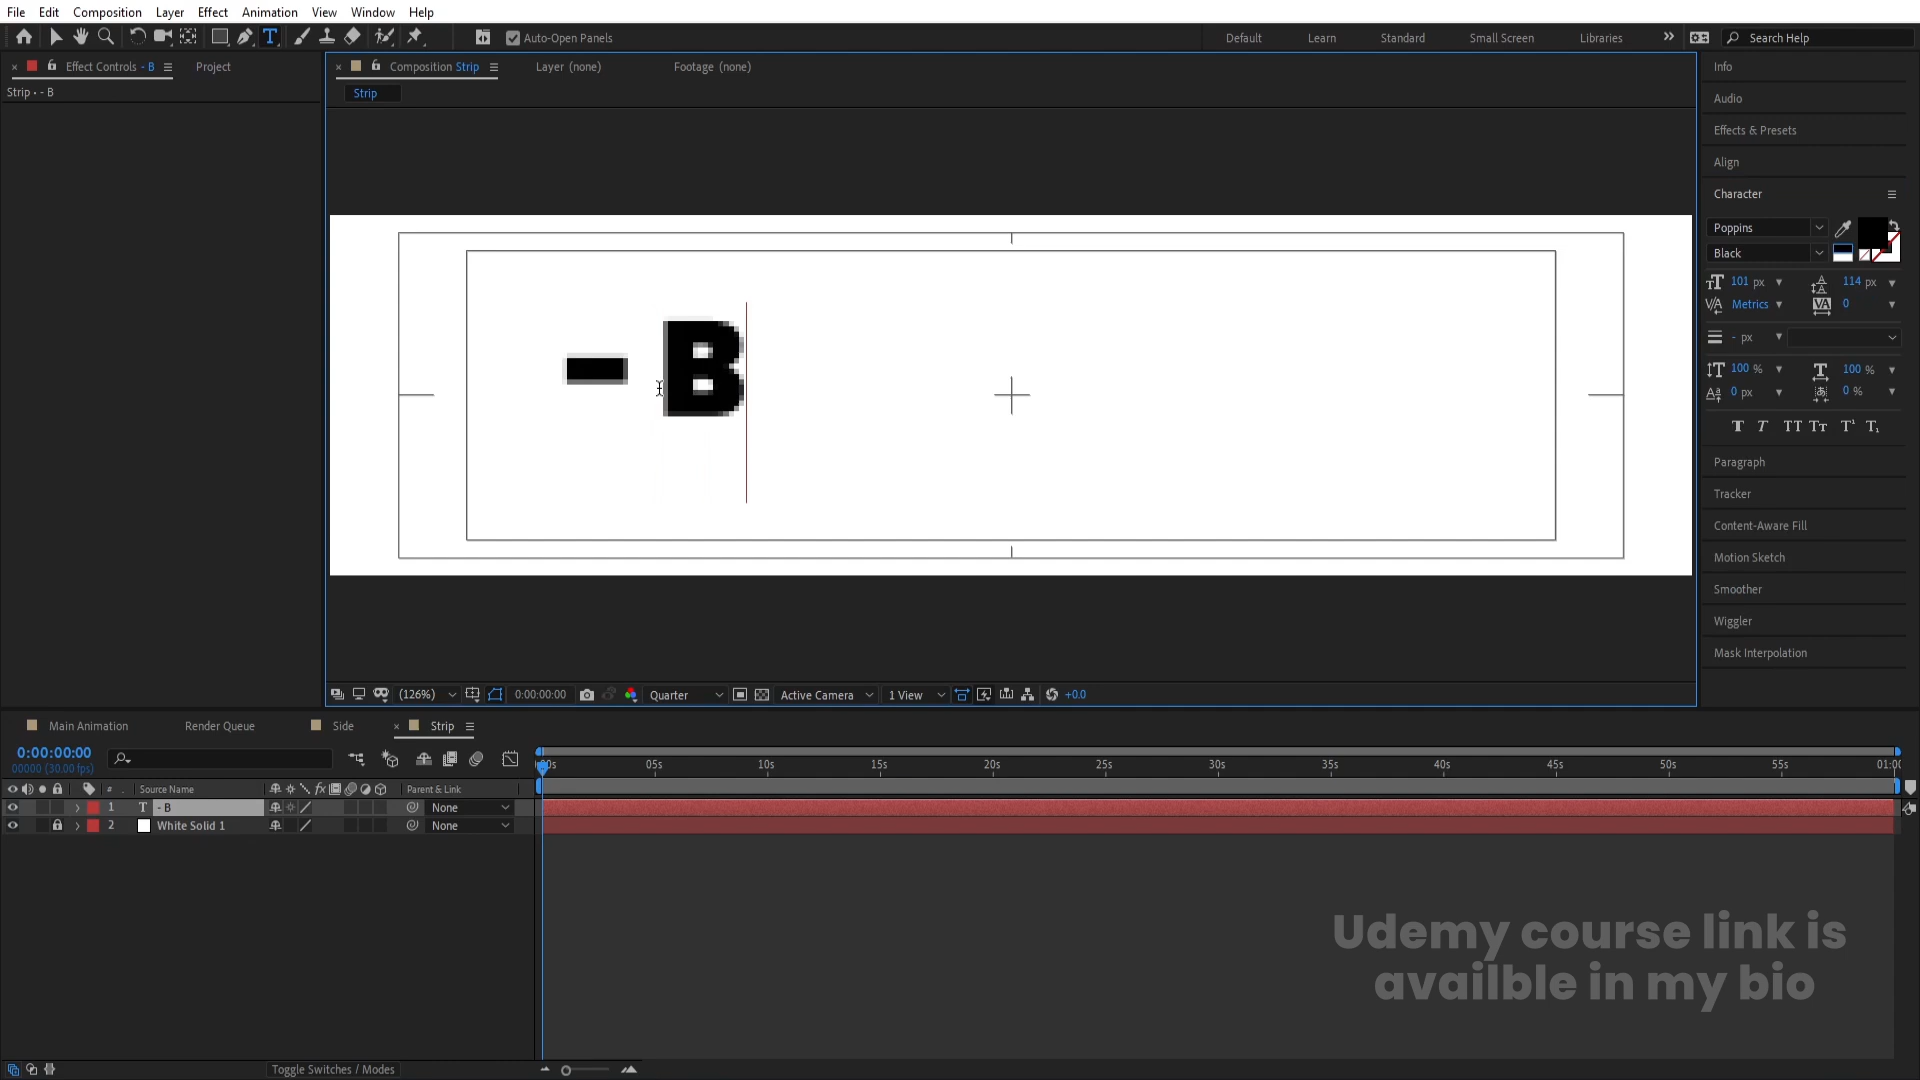 File Edit Composition Layer Effect Animation View Window Help
Auto-Open Panels Default Learn Standard Small Screen Libraries Search Help
Effect Controls - B Project
Composition Strip Layer (none) Footage (none)
Strip • - B
Strip
- B
Info
Audio
Effects & Presets
Align
Character
Poppins
Black
101 px 114 px
Metrics 0
- px
100 % 100 %
0 px 0 %
Paragraph
Tracker
Content-Aware Fill
Motion Sketch
Smoother
Wiggler
Mask Interpolation
(126%) 0:00:00:00 Quarter Active Camera 1 View +0.0
Main Animation Render Queue Side Strip
0:00:00:00
00000 (30.00 fps)
05s 10s 15s 20s 25s 30s 35s 40s 45s 50s 55s
# Source Name Parent & Link
1 T - B None
2 White Solid 1 None
Udemy course link is
availble in my bio
Toggle Switches / Modes